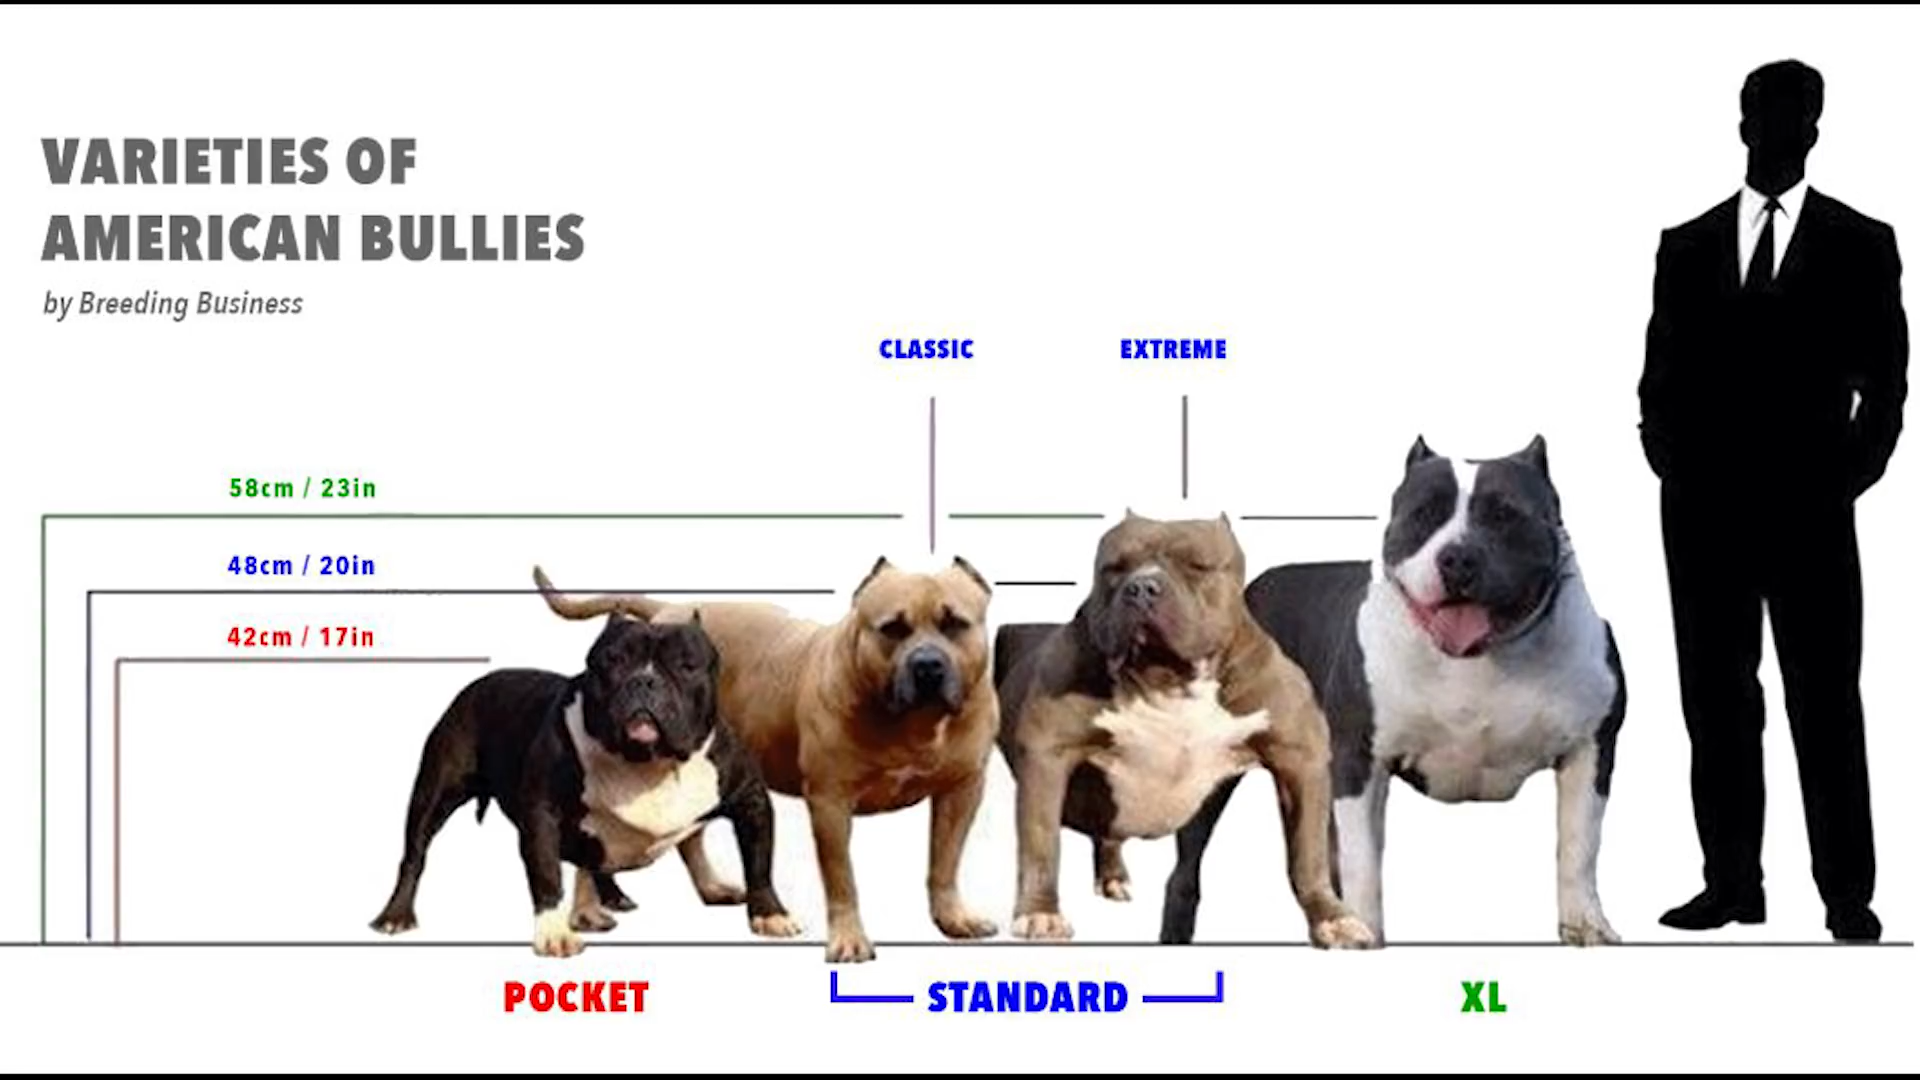 VARIETIES OF
AMERICAN BULLIES
by Breeding Business
CLASSIC
EXTREME
58cm / 23in
48cm / 20in
42cm / 17in
POCKET
STANDARD
XL